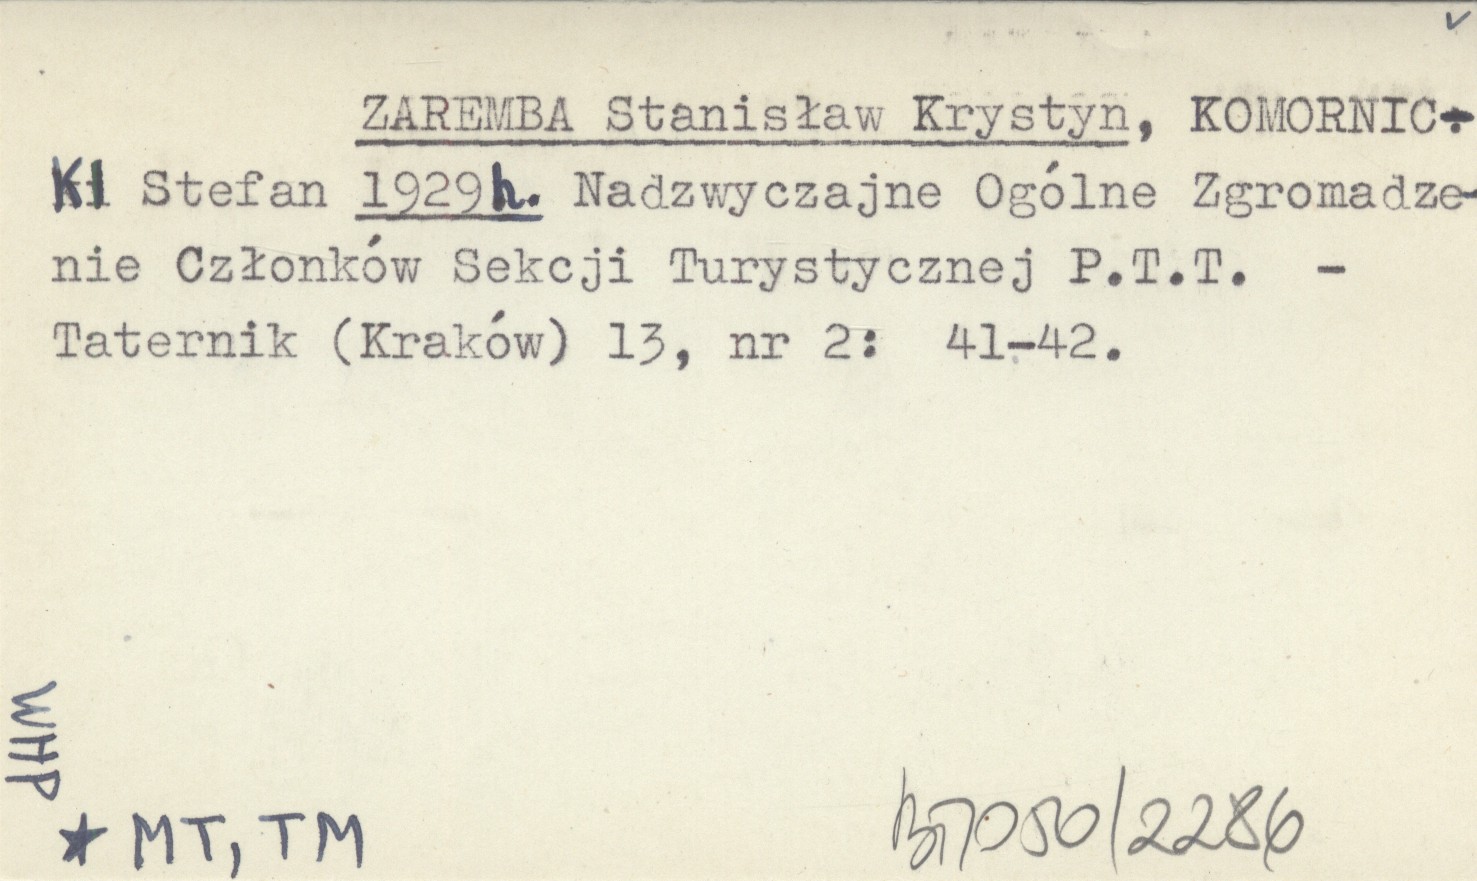 ZAREMBA Stanisław Krystyn, KOMORNIC-
KI Stefan 1929h. Nadzwyczajne Ogólne Zgromadze-
nie Członków Sekcji Turystycznej P.T.T. -
Taternik (Kraków) 13, nr 2: 41-42.
WHP
★ MT, TM
/2286